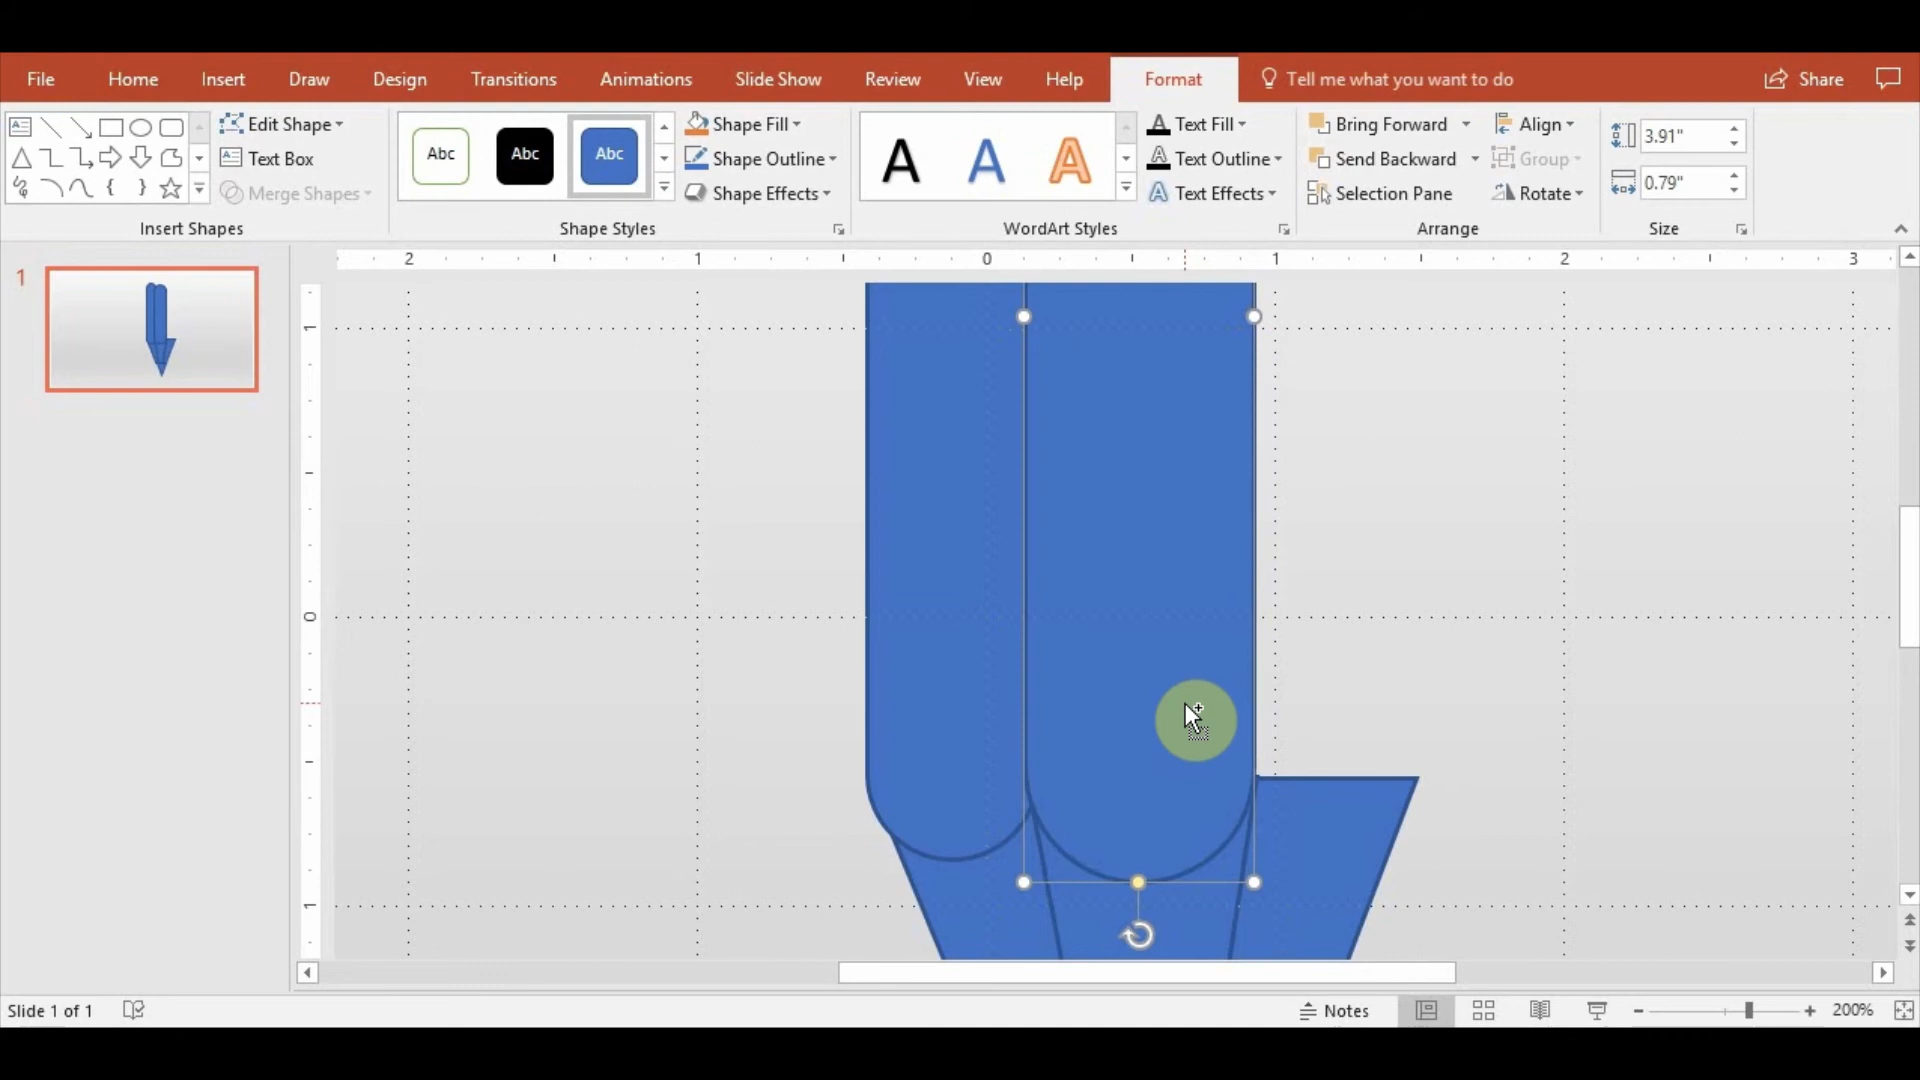 File Home Insert Draw Design Transitions Animations Slide Show Review View Help Format Tell me what you want to do Share
Edit Shape
Text Box
Merge Shapes
Insert Shapes
Abc Abc Abc
Shape Fill
Shape Outline
Shape Effects
Shape Styles
A A A
Text Fill
Text Outline
Text Effects
WordArt Styles
Bring Forward
Send Backward
Selection Pane
Align
Group
Rotate
Arrange
3.91"
0.79"
Size
2 1 0 1 2 3
1
1
0
1
Slide 1 of 1
Notes
200%